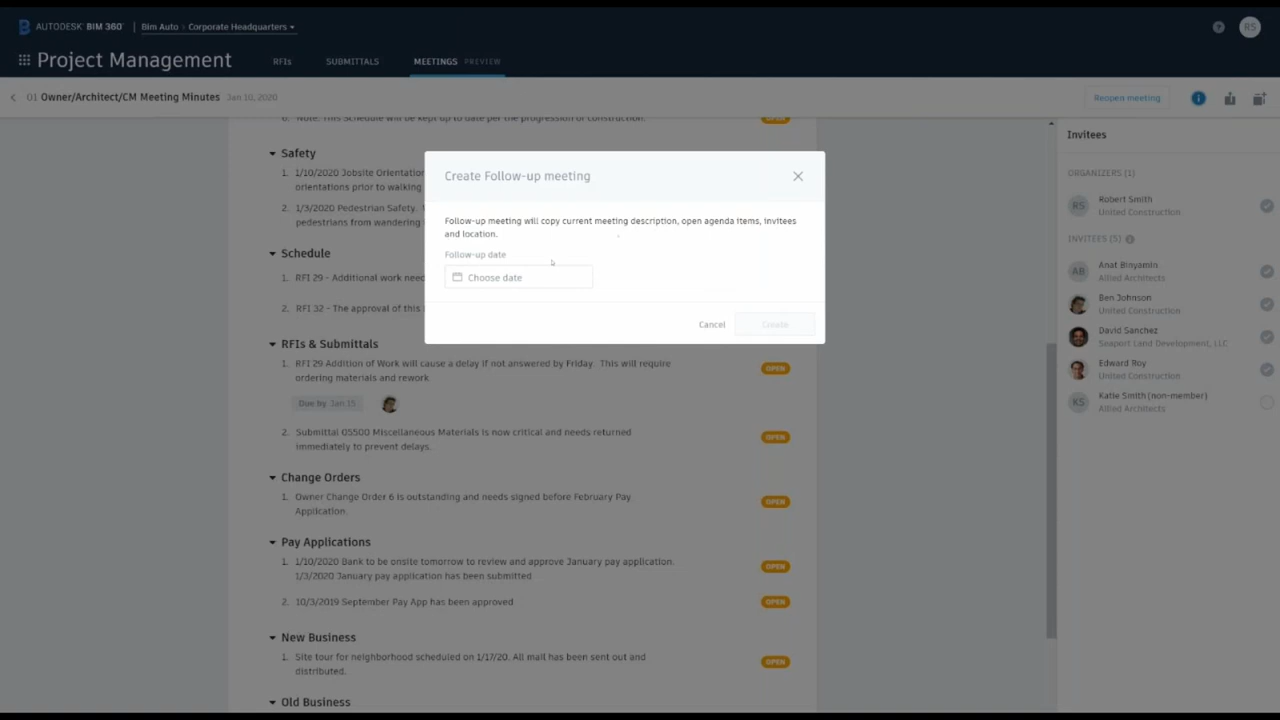 AUTODESK® BIM 360™ Bim Auto › Corporate Headquarters RS
Project Management RFIs SUBMITTALS MEETINGS PREVIEW
01 Owner/Architect/CM Meeting Minutes Jan 10, 2020 Reopen meeting
6. Note: This Schedule will be kept up to date per the progression of construction.
Safety
1. 1/10/2020 Jobsite Orientation
orientations prior to walking
2. 1/3/2020 Pedestrian Safety.
pedestrians from wandering
Schedule
1. RFI 29 - Additional work
2. RFI 32 - The approval of this
Create Follow-up meeting
Follow-up meeting will copy current meeting description, open agenda items, invitees
and location.
Follow-up date
Choose date
Cancel Create
RFIs & Submittals
1. RFI 29 Addition of Work will cause a delay if not answered by Friday. This will require OPEN
ordering materials and rework
Due by Jan 15
2. Submittal 05500 Miscellaneous Materials is now critical and needs returned OPEN
immediately to prevent delays.
Change Orders
1. Owner Change Order 6 is outstanding and needs signed before February Pay OPEN
Application.
Pay Applications
1. 1/10/2020 Bank to be onsite tomorrow to review and approve January pay application. OPEN
1/3/2020 January pay application has been submitted
2. 10/3/2019 September Pay App has been approved OPEN
New Business
1. Site tour for neighborhood scheduled on 1/17/20. All mail has been sent out and OPEN
distributed.
Old Business
Invitees
ORGANIZERS (1)
RS Robert Smith
United Construction
INVITEES (5)
AB Anat Binyamin
Allied Architects
Ben Johnson
United Construction
David Sanchez
Seaport Land Development, LLC
Edward Roy
United Construction
KS Katie Smith (non-member)
Allied Architects